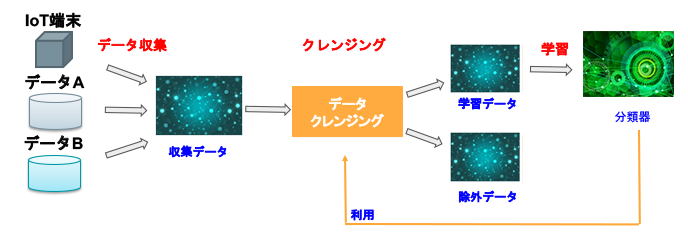 IoT端末
データ収集
クレンジング
学習
データA
データ
クレンジング
学習データ
分類器
データB
収集データ
除外データ
利用